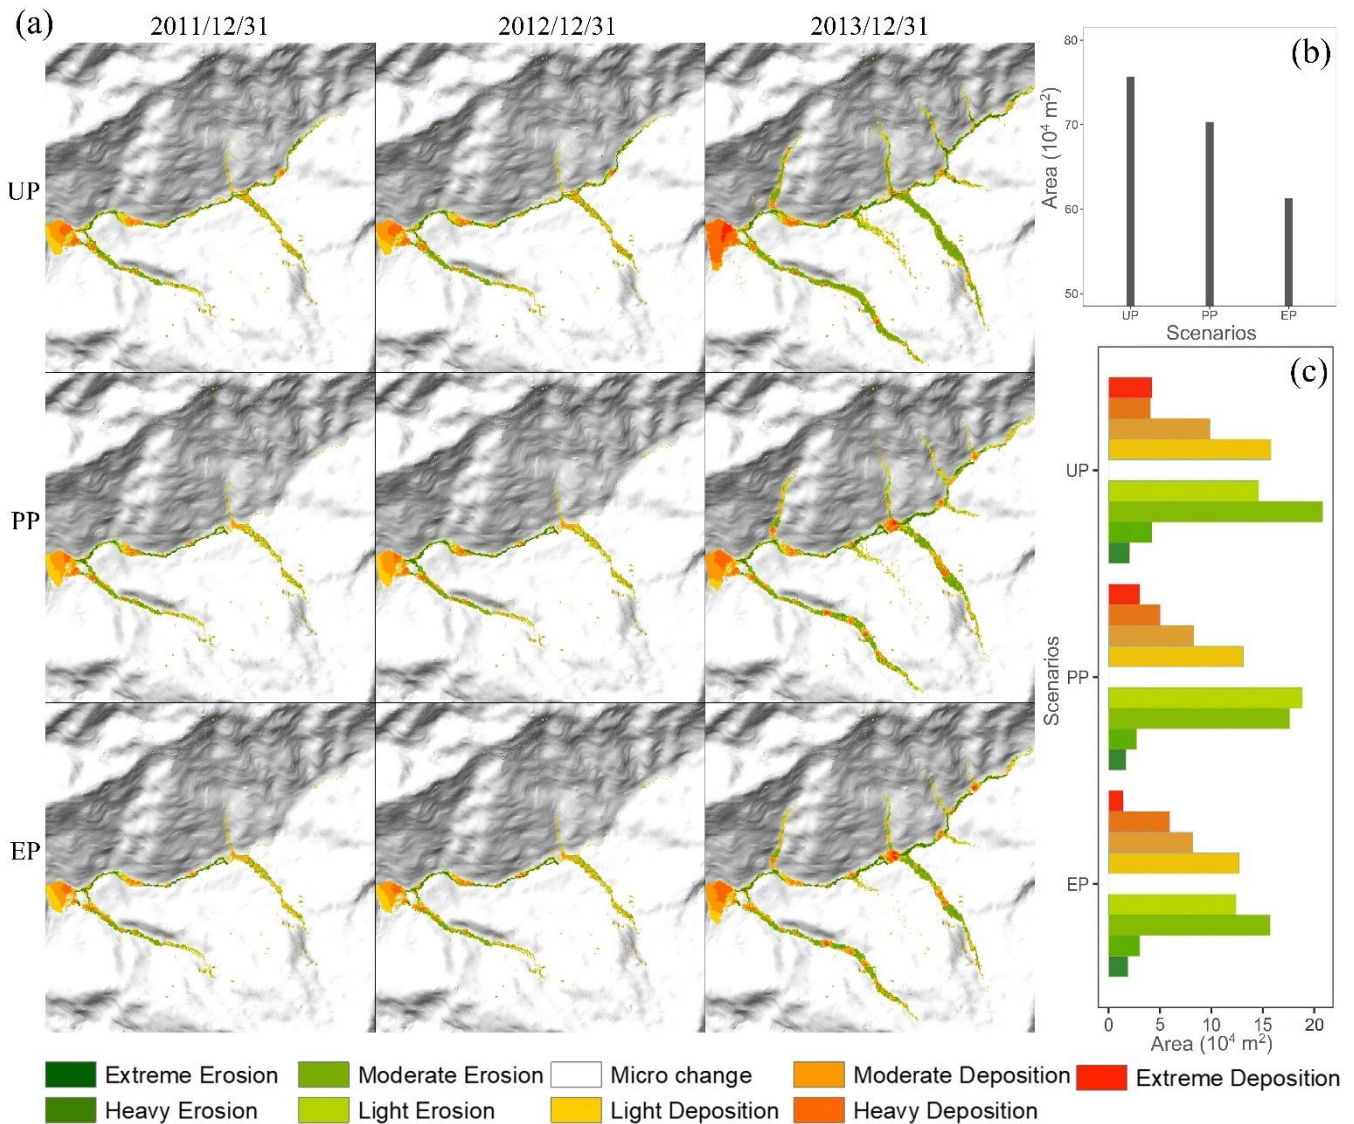 (a)
2011/12/31
2012/12/31
2013/12/31
UP
PP
EP
(b)
80
70
60
50
Area (10⁴ m²)
UP
PP
EP
Scenarios
(c)
UP
PP
EP
Scenarios
0
5
10
15
20
Area (10⁴ m²)
Extreme Erosion
Moderate Erosion
Micro change
Moderate Deposition
Extreme Deposition
Heavy Erosion
Light Erosion
Light Deposition
Heavy Deposition